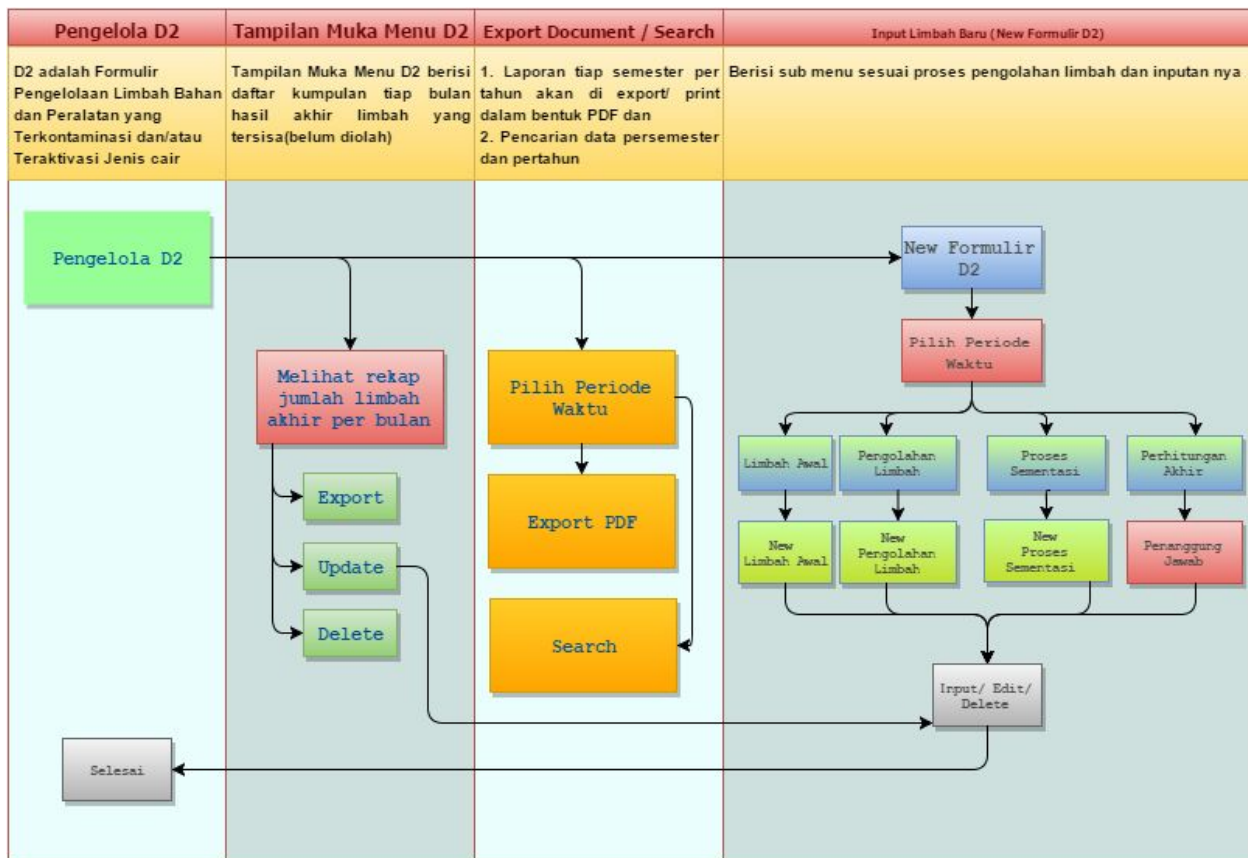 Pengelola D2
Tampilan Muka Menu D2
Export Document / Search
Input Limbah Baru (New Formulir D2)
D2 adalah Formulir
Pengelolaan Limbah Bahan
dan Peralatan yang
Terkontaminasi dan/atau
Teraktivasi Jenis cair
Tampilan Muka Menu D2 berisi
daftar kumpulan tiap bulan
hasil akhir limbah yang
tersisa(belum diolah)
1. Laporan tiap semester per
tahun akan di export/ print
dalam bentuk PDF dan
2. Pencarian data persemester
dan pertahun
Berisi sub menu sesuai proses pengolahan limbah dan inputan nya
Pengelola D2
Melihat rekap
jumlah limbah
akhir per bulan
Export
Update
Delete
Pilih Periode
Waktu
Export PDF
Search
New Formulir
D2
Pilih Periode
Waktu
Limbah Awal
Pengolahan
Limbah
Proses
Sementasi
Perhitungan
Akhir
New
Limbah Awal
New
Pengolahan
Limbah
New
Proses
Sementasi
Penanggung
Jawab
Input/ Edit/
Delete
Selesai